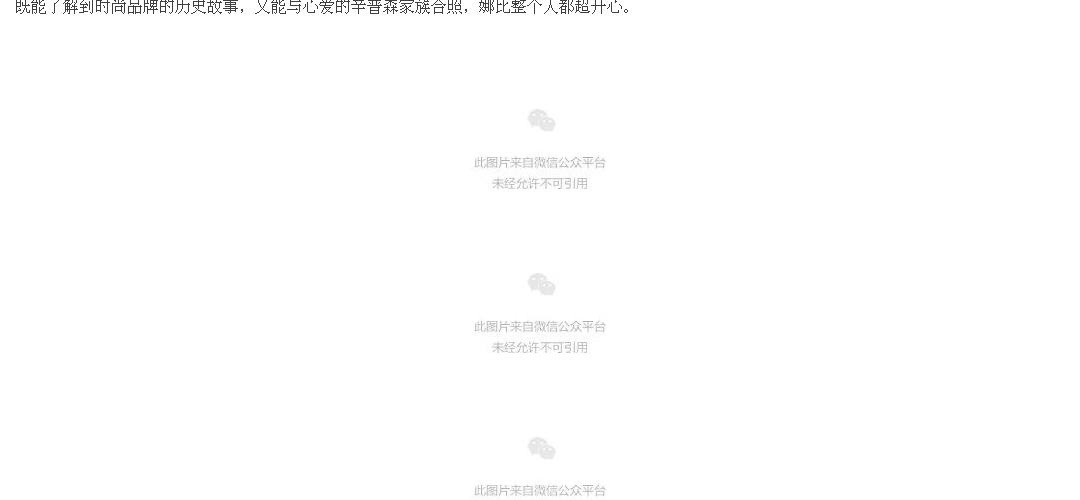 既能了解到时尚品牌的历史故事，又能与心爱的辛普森家族合照，娜比整个人都超开心。
此图片来自微信公众平台
未经允许不可引用
此图片来自微信公众平台
未经允许不可引用
此图片来自微信公众平台